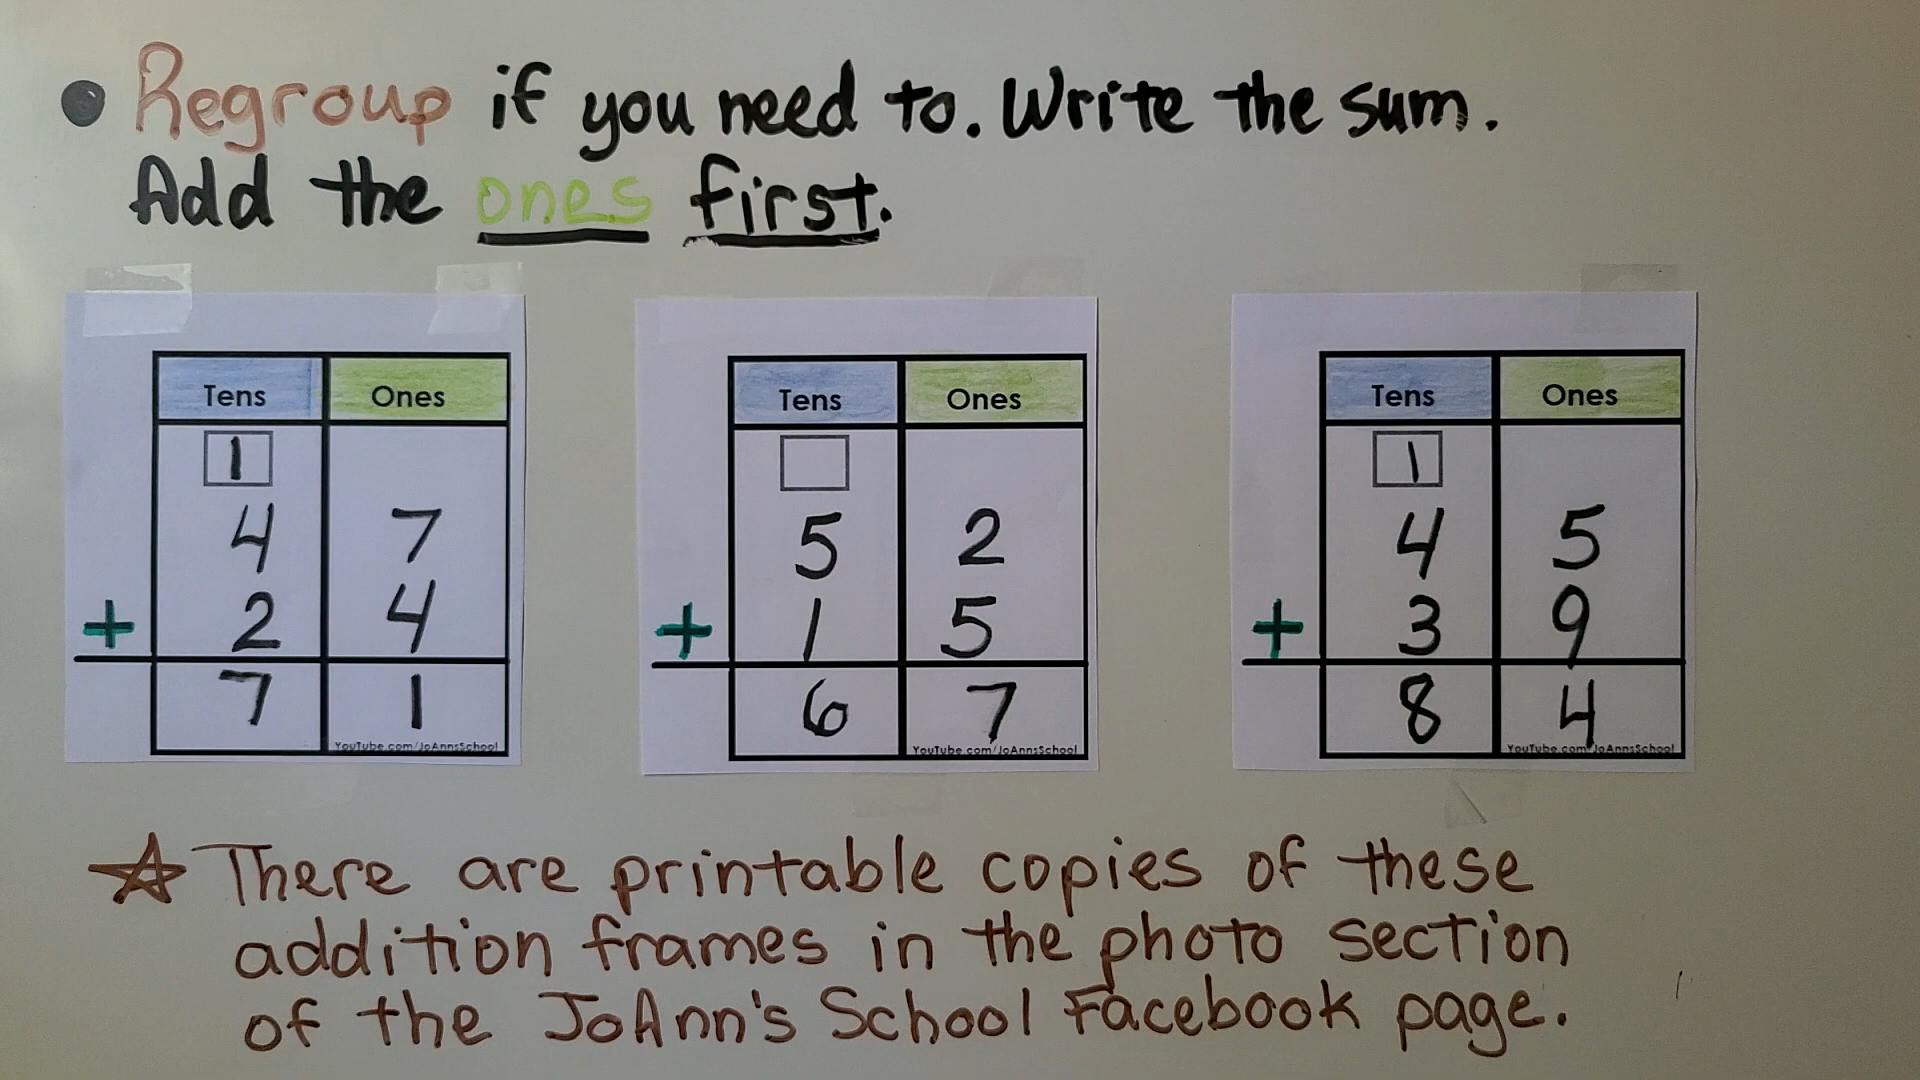 Regroup if you need to. Write the sum.
Add the ones first.
Tens Ones
1
4 7
+ 2 4
7 1
YouTube.com/JoAnnsSchool
Tens Ones
5 2
+ 1 5
6 7
YouTube.com/JoAnnsSchool
Tens Ones
1
4 5
+ 3 9
8 4
YouTube.com/JoAnnsSchool
There are printable copies of these
addition frames in the photo section
of the JoAnn's School Facebook page.